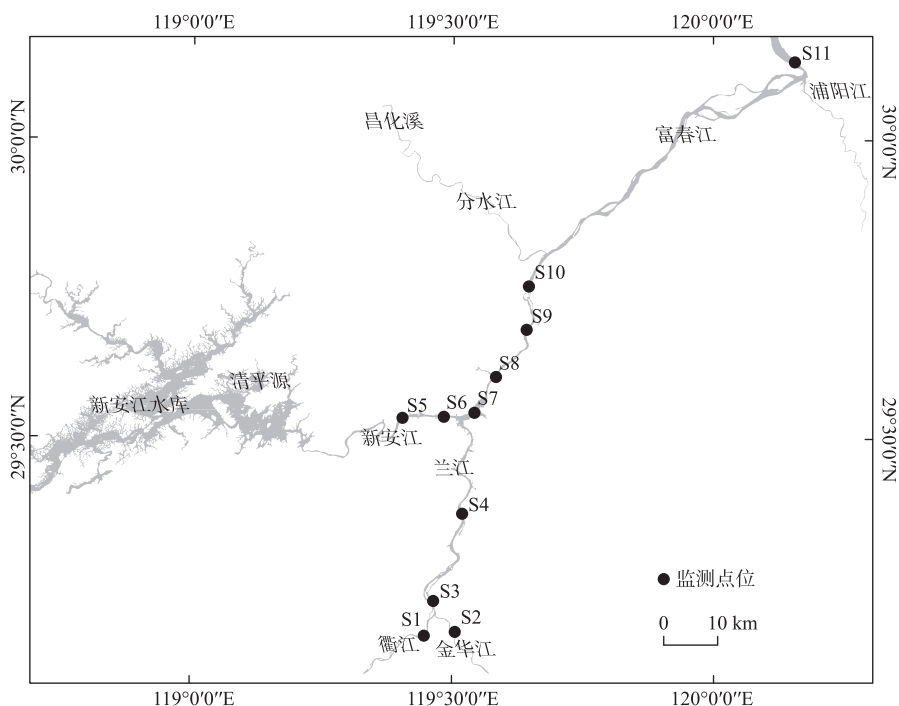 119°0′0″E
119°30′0″E
120°0′0″E
S11
浦阳江
昌化溪
30°0′0″N
富春江
30°0′0″N
分水江
S10
S9
S8
清平源
新安江水库
S5
S6
S7
新安江
29°30′0″N
29°30′0″N
兰江
S4
监测点位
S3
S1
S2
0 10 km
衢江
金华江
119°0′0″E
119°30′0″E
120°0′0″E